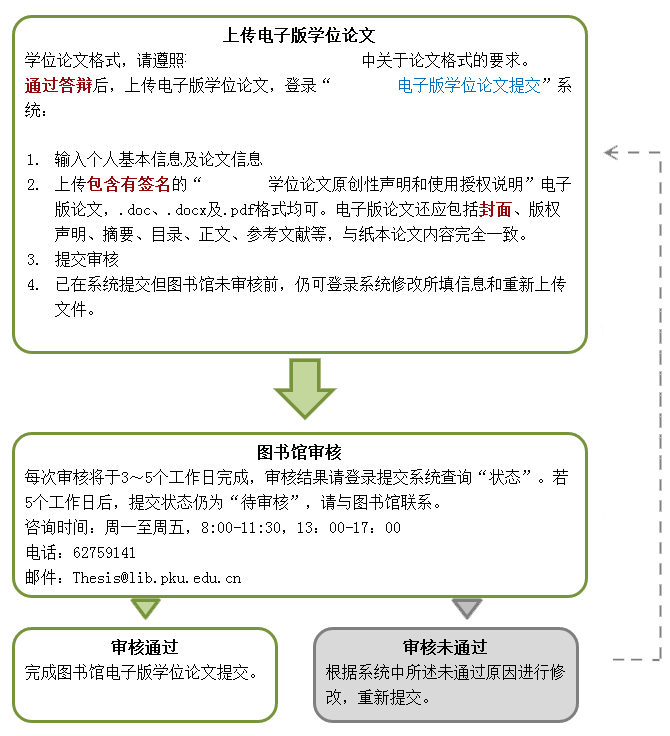 上传电子版学位论文
学位论文格式，请遵照 中关于论文格式的要求。
通过答辩后，上传电子版学位论文，登录“ 电子版学位论文提交”系
统：
1. 输入个人基本信息及论文信息
2. 上传包含有签名的“ 学位论文原创性声明和使用授权说明”电子
版论文，.doc、.docx及.pdf格式均可。电子版论文还应包括封面、版权
声明、摘要、目录、正文、参考文献等，与纸本论文内容完全一致。
3. 提交审核
4. 已在系统提交但图书馆未审核前，仍可登录系统修改所填信息和重新上传
文件。
图书馆审核
每次审核将于3～5个工作日完成，审核结果请登录提交系统查询“状态”。若
5个工作日后，提交状态仍为“待审核”，请与图书馆联系。
咨询时间：周一至周五，8:00-11:30，13：00-17：00
电话：62759141
邮件：Thesis@lib.pku.edu.cn
审核通过
完成图书馆电子版学位论文提交。
审核未通过
根据系统中所述未通过原因进行修
改，重新提交。